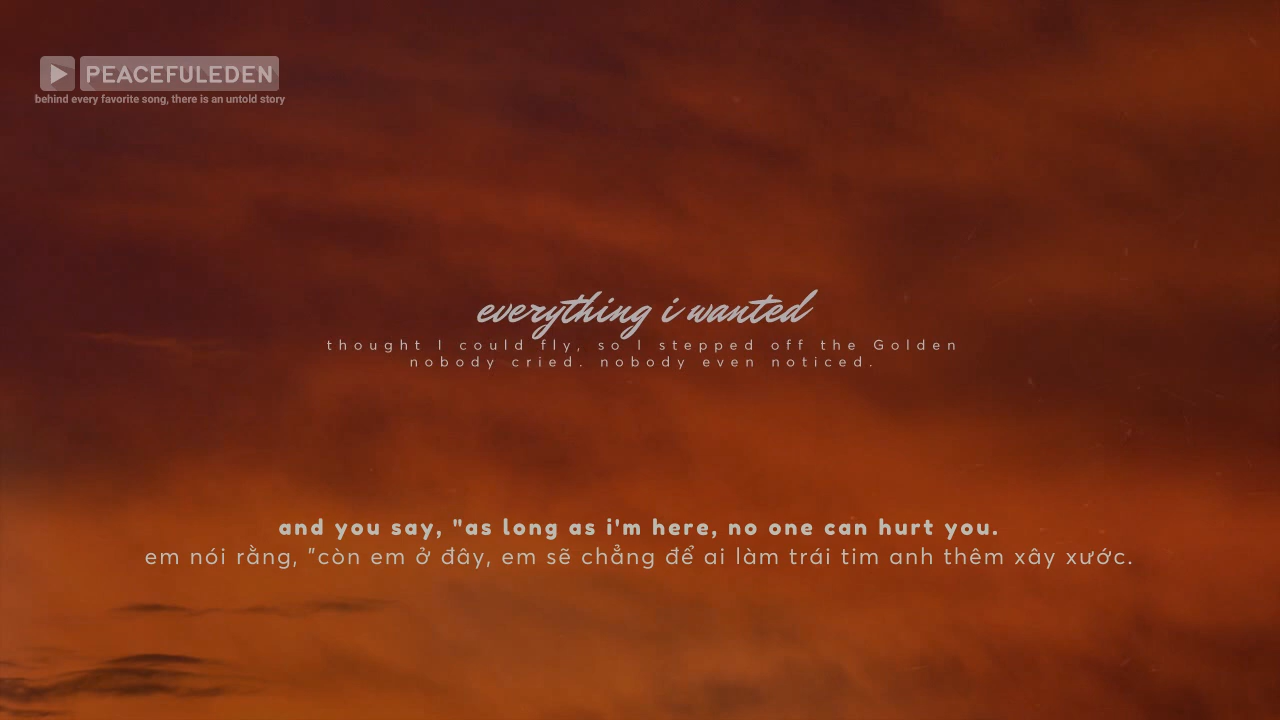 PEACEFULEDEN
behind every favorite song, there is an untold story
everything i wanted
thought I could fly, so I stepped off the Golden
nobody cried. nobody even noticed.
and you say, "as long as i'm here, no one can hurt you.
em nói rằng, "còn em ở đây, em sẽ chẳng để ai làm trái tim anh thêm xây xước.